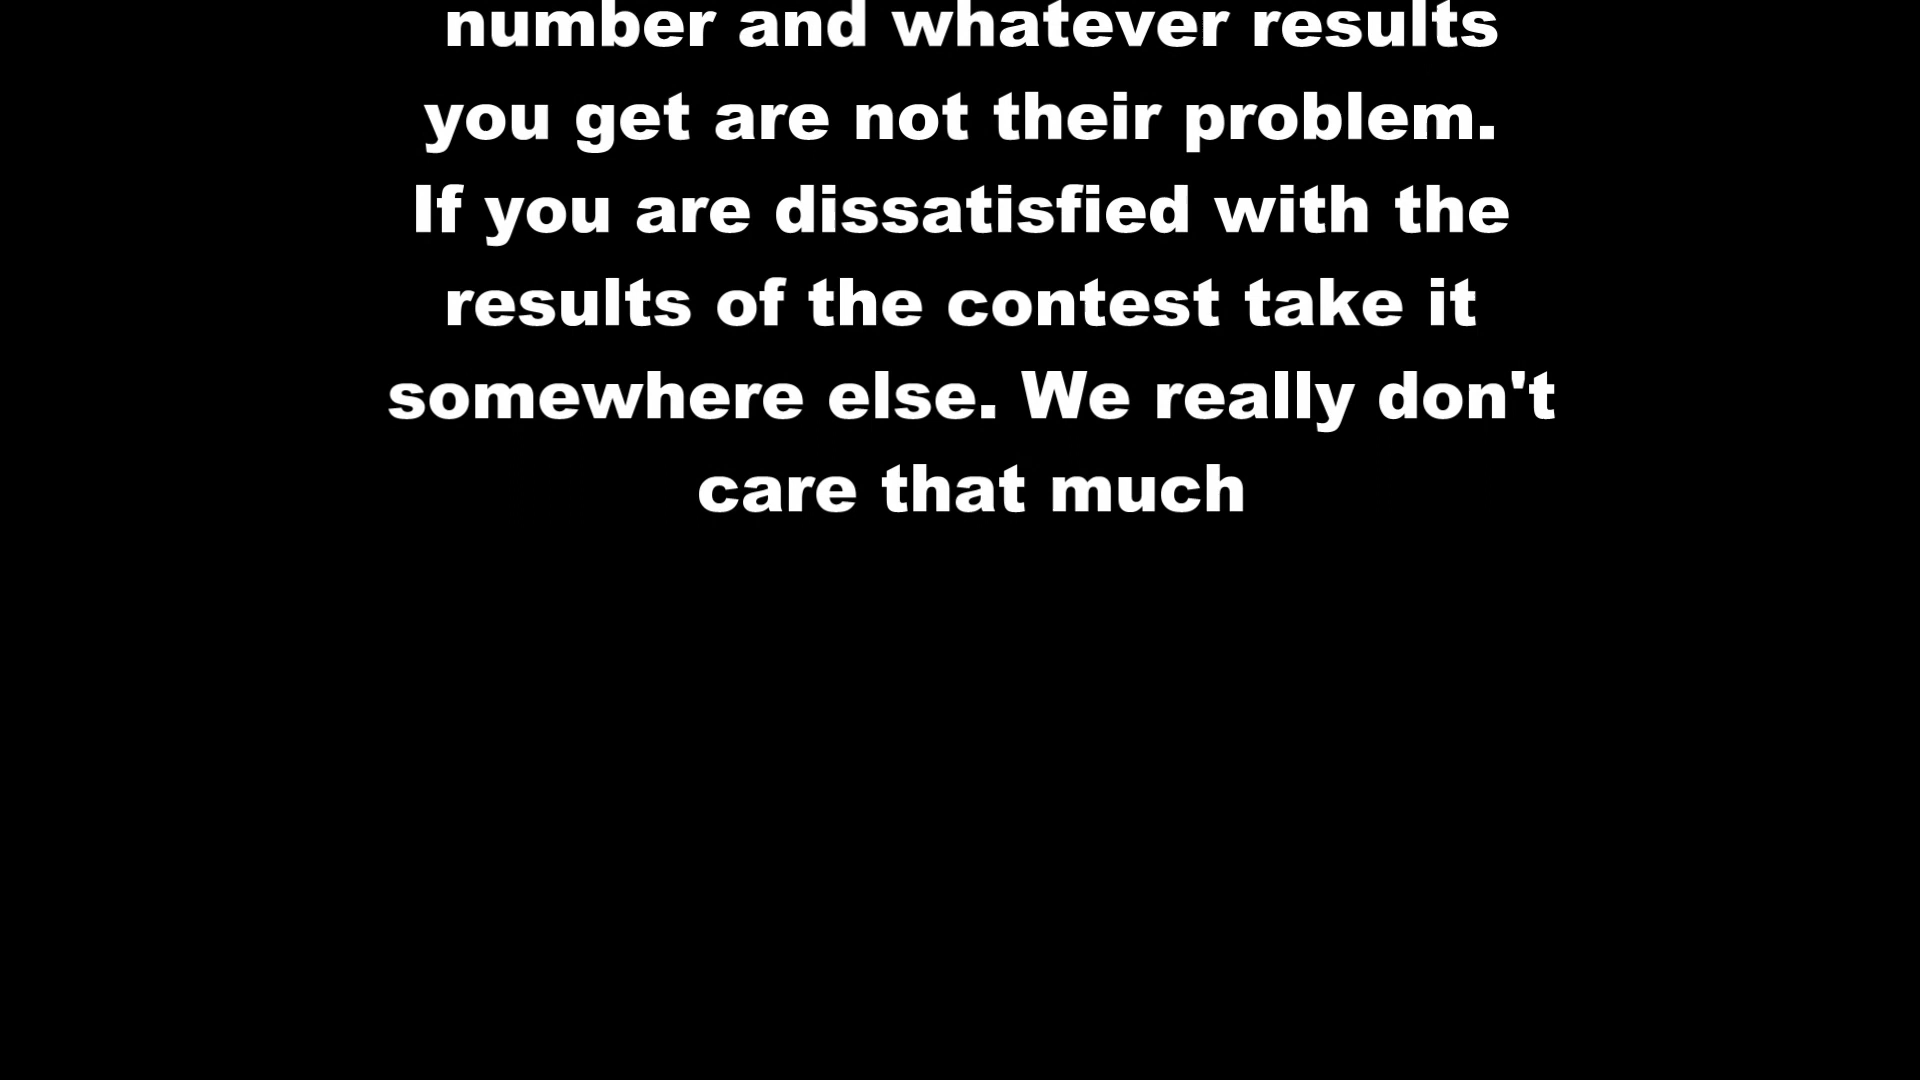 number and whatever results
you get are not their problem.
If you are dissatisfied with the
results of the contest take it
somewhere else. We really don't
care that much